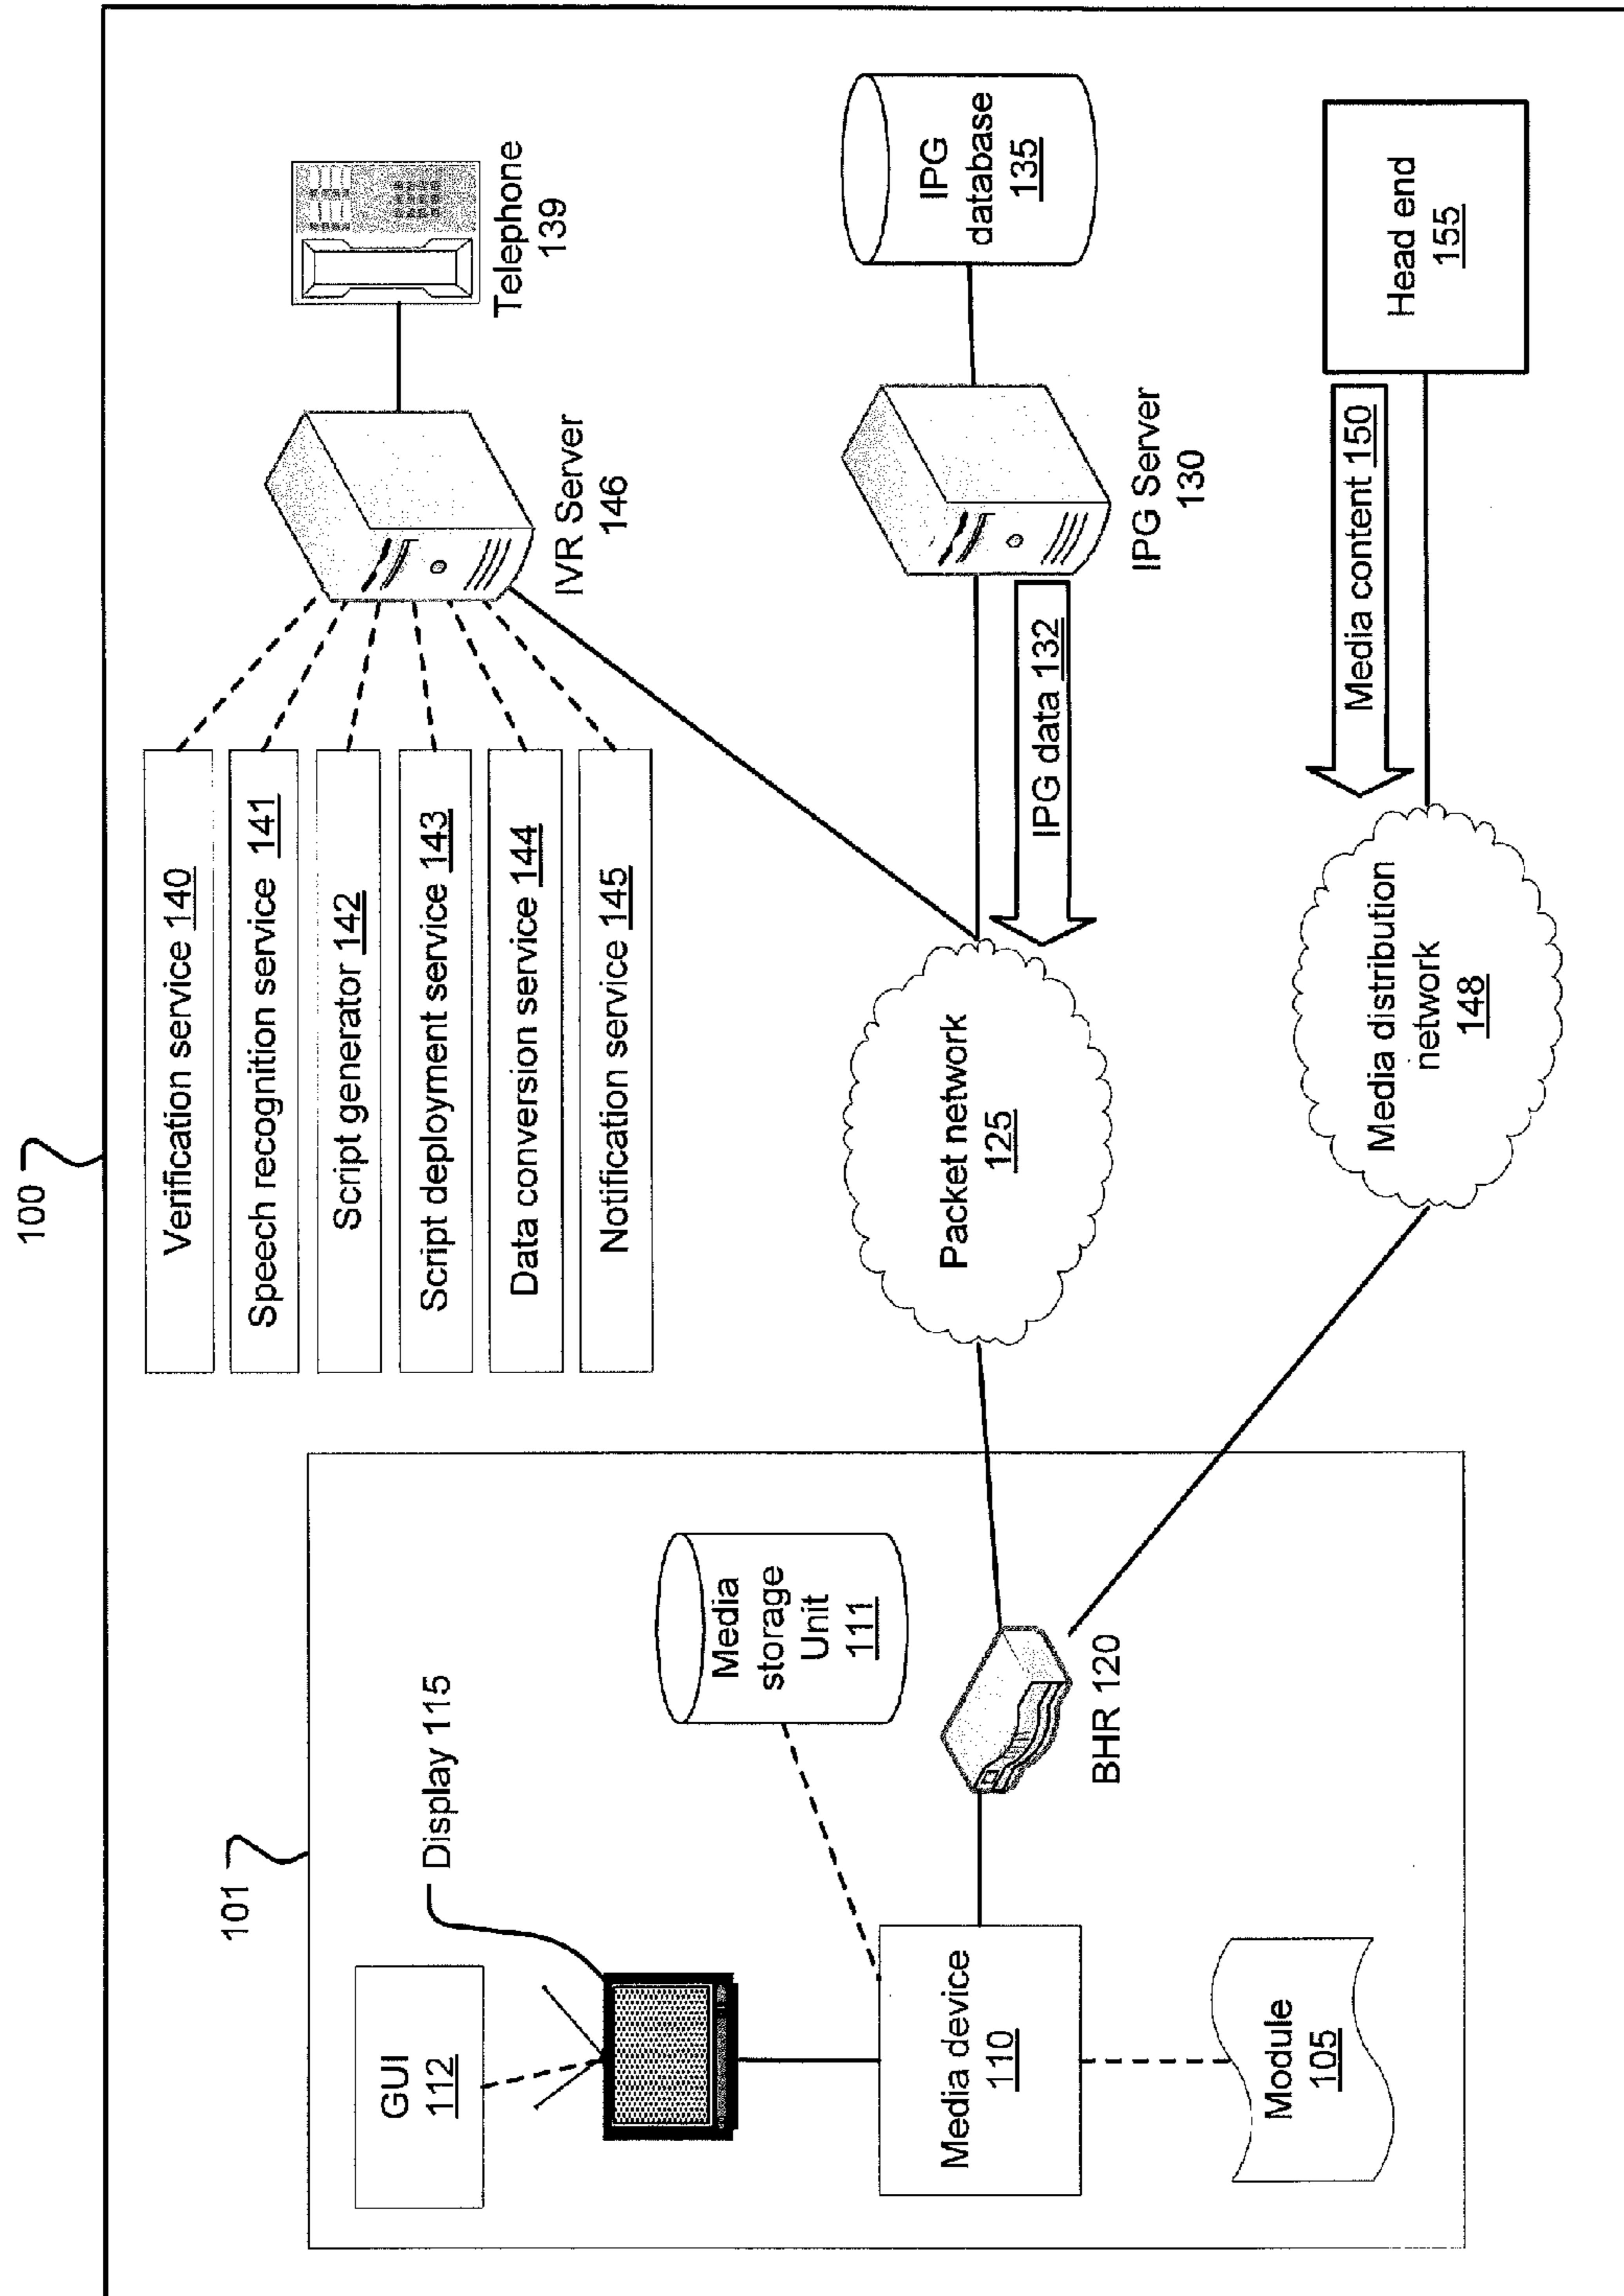 100
101
GUI
112
Display 115
Media
storage
Unit
111
Media device
110
Module
105
BHR 120
Verification service 140
Speech recognition service 141
Script generator 142
Script deployment service 143
Data conversion service 144
Notification service 145
IVR Server
146
Telephone
139
Packet network
125
IPG data 132
IPG Server
130
IPG
database
135
Media distribution
network
148
Media content 150
Head end
155